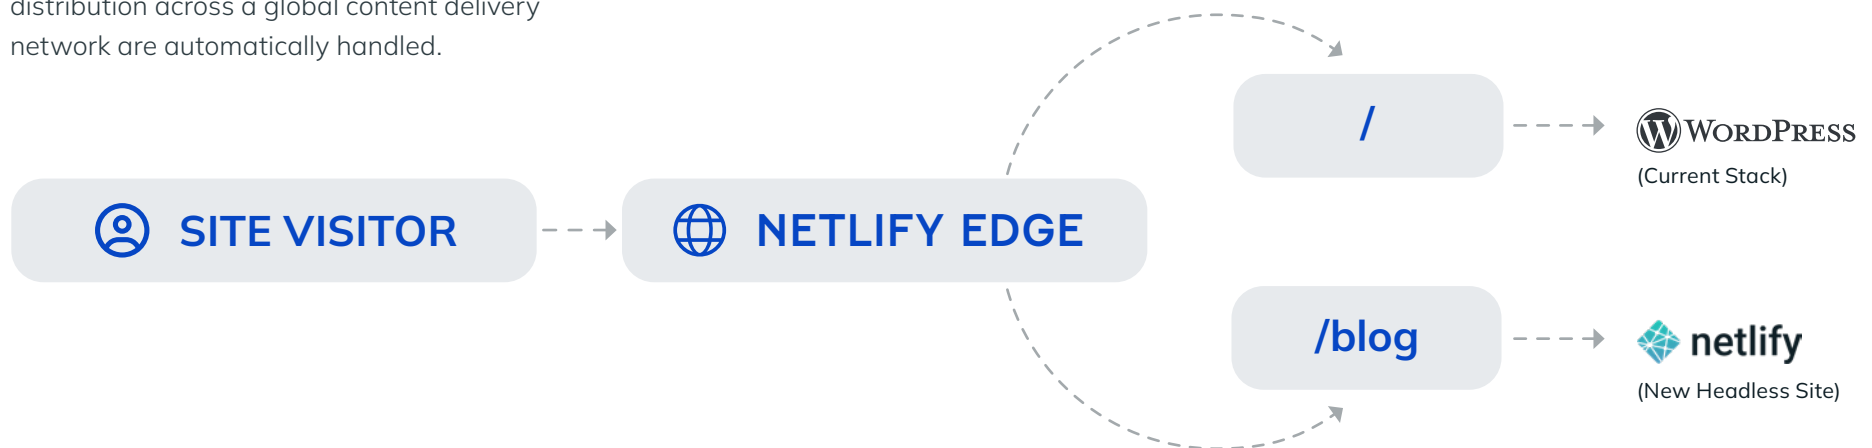 distribution across a global content delivery
network are automatically handled.
SITE VISITOR
NETLIFY EDGE
/
WORDPRESS
(Current Stack)
/blog
netlify
(New Headless Site)